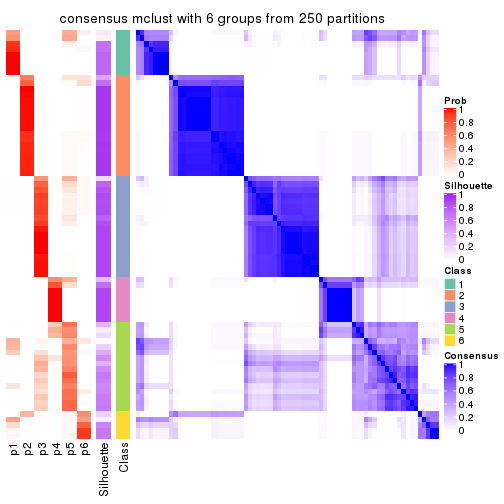 consensus mclust with 6 groups from 250 partitions
Prob
1
0.8
0.6
0.4
0.2
0
Silhouette
1
0.8
0.6
0.4
0.2
0
Class
1
2
3
4
5
6
Consensus
1
0.8
0.6
0.4
0.2
0
p1
p2
p3
p4
p5
p6
Silhouette
Class